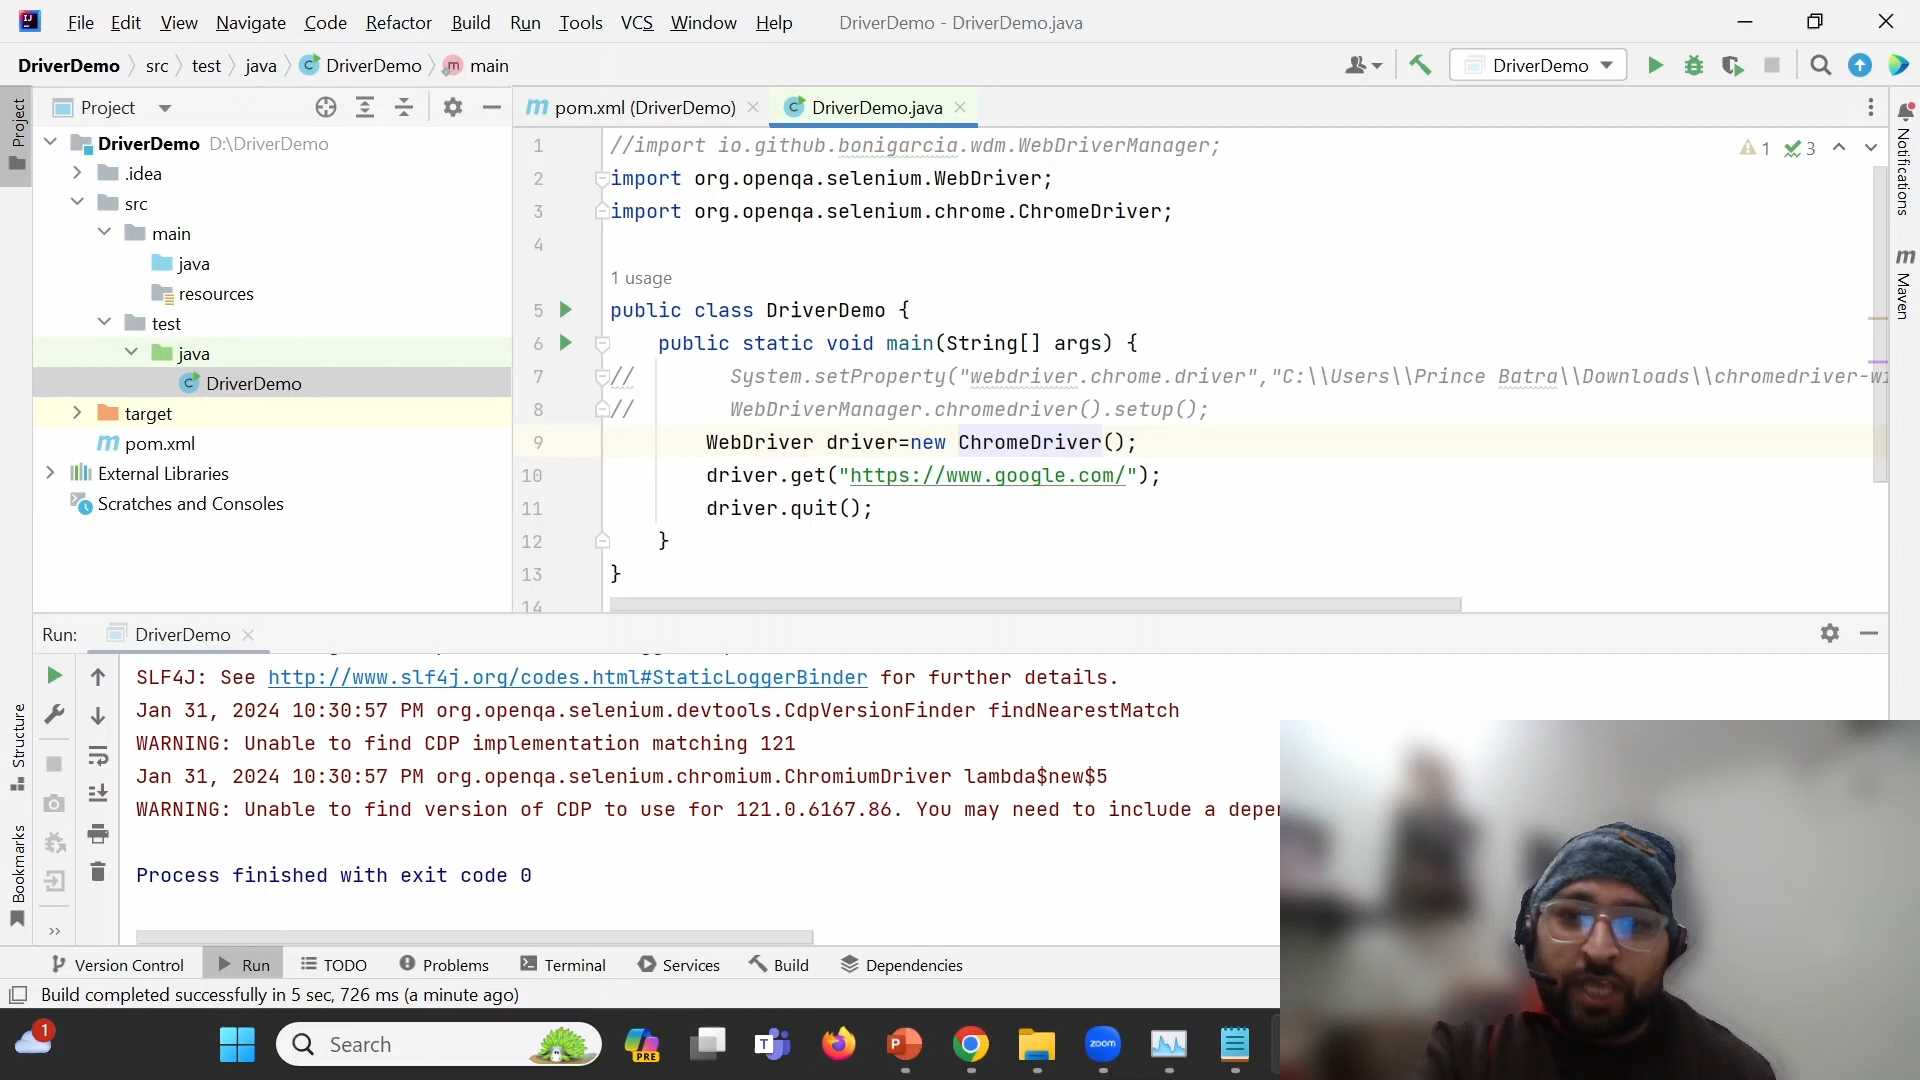 File Edit View Navigate Code Refactor Build Run Tools VCS Window Help DriverDemo - DriverDemo.java
DriverDemo src test java DriverDemo main DriverDemo
Project
Project
pom.xml (DriverDemo)
DriverDemo.java
DriverDemo D:\DriverDemo
.idea
src
main
java
resources
test
java
DriverDemo
target
pom.xml
External Libraries
Scratches and Consoles
1 //import io.github.bonigarcia.wdm.WebDriverManager;
1 3
2 import org.openqa.selenium.WebDriver;
3 import org.openqa.selenium.chrome.ChromeDriver;
4
1 usage
5 public class DriverDemo {
6 public static void main(String[] args) {
7 // System.setProperty("webdriver.chrome.driver","C:\\Users\\Prince Batra\\Downloads\\chromedriver-wi
8 // WebDriverManager.chromedriver().setup();
9 WebDriver driver=new ChromeDriver();
10 driver.get("https://www.google.com/");
11 driver.quit();
12 }
13 }
14
Notifications
Maven
Run: DriverDemo
SLF4J: See http://www.slf4j.org/codes.html#StaticLoggerBinder for further details.
Jan 31, 2024 10:30:57 PM org.openqa.selenium.devtools.CdpVersionFinder findNearestMatch
WARNING: Unable to find CDP implementation matching 121
Jan 31, 2024 10:30:57 PM org.openqa.selenium.chromium.ChromiumDriver lambda$new$5
WARNING: Unable to find version of CDP to use for 121.0.6167.86. You may need to include a depe
Process finished with exit code 0
Structure
Bookmarks
Version Control Run TODO Problems Terminal Services Build Dependencies
Build completed successfully in 5 sec, 726 ms (a minute ago)
1
Search
PRE
T
P
zoom